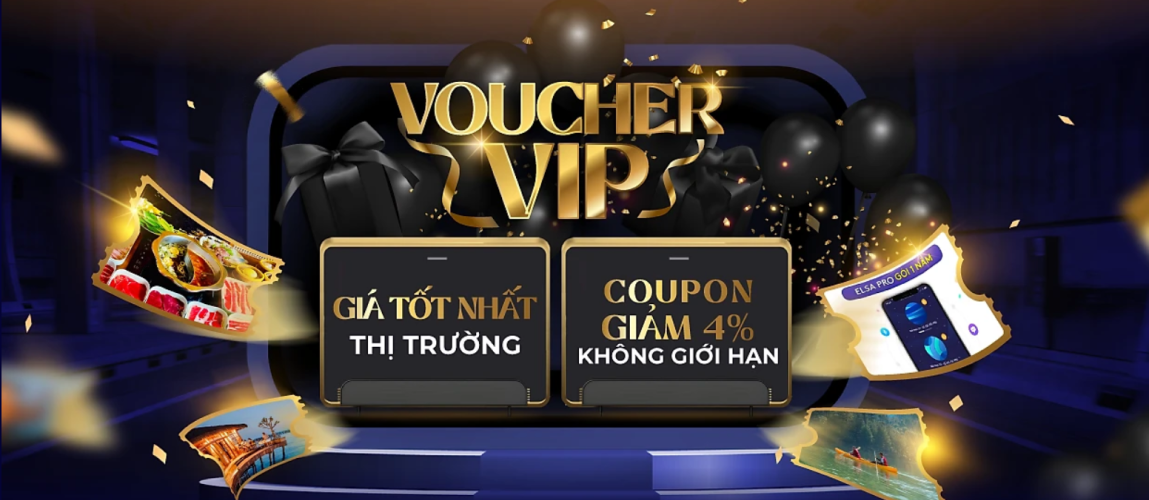 VOUCHER
VIP
GIÁ TỐT NHẤT
THỊ TRƯỜNG
COUPON
GIẢM 4%
KHÔNG GIỚI HẠN
ELSA PRO GÓI 1 NĂM